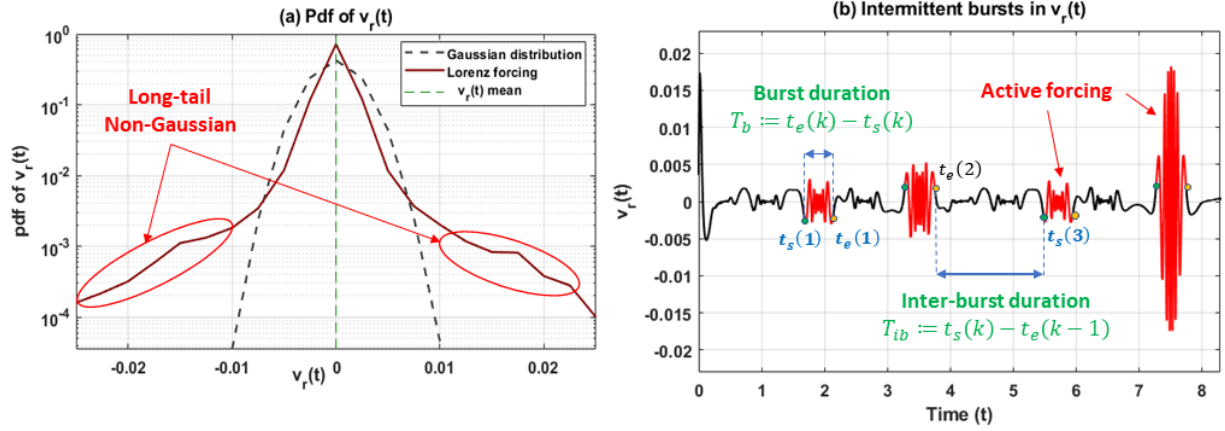 (a) Pdf of v_r(t)
10^0
10^-1
10^-2
10^-3
10^-4
pdf of v_r(t)
Gaussian distribution
Lorenz forcing
v_r(t) mean
Long-tail
Non-Gaussian
-0.02
-0.01
0
0.01
0.02
v_r(t)
(b) Intermittent bursts in v_r(t)
0.02
0.015
0.01
0.005
0
-0.005
-0.01
-0.015
-0.02
v_r(t)
Burst duration
T_b := t_e(k) − t_s(k)
Active forcing
t_e(2)
t_s(1)
t_e(1)
t_s(3)
Inter-burst duration
T_ib := t_s(k) − t_e(k − 1)
0
1
2
3
4
5
6
7
8
Time (t)